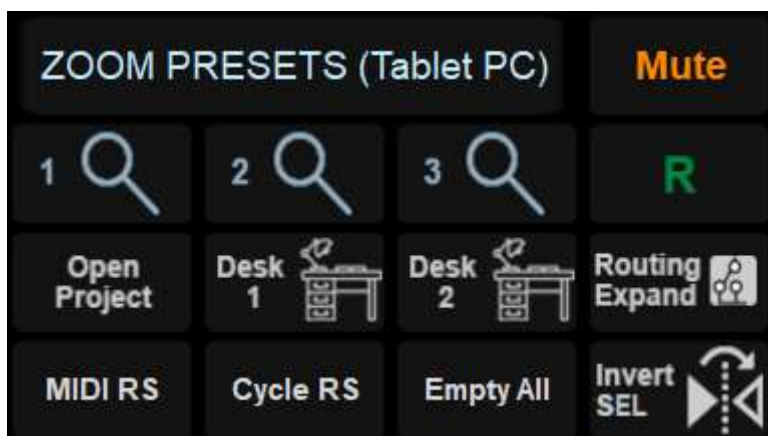 ZOOM PRESETS (Tablet PC)
Mute
1
2
3
R
Open
Project
Desk
1
Desk
2
Routing
Expand
MIDI RS
Cycle RS
Empty All
Invert
SEL